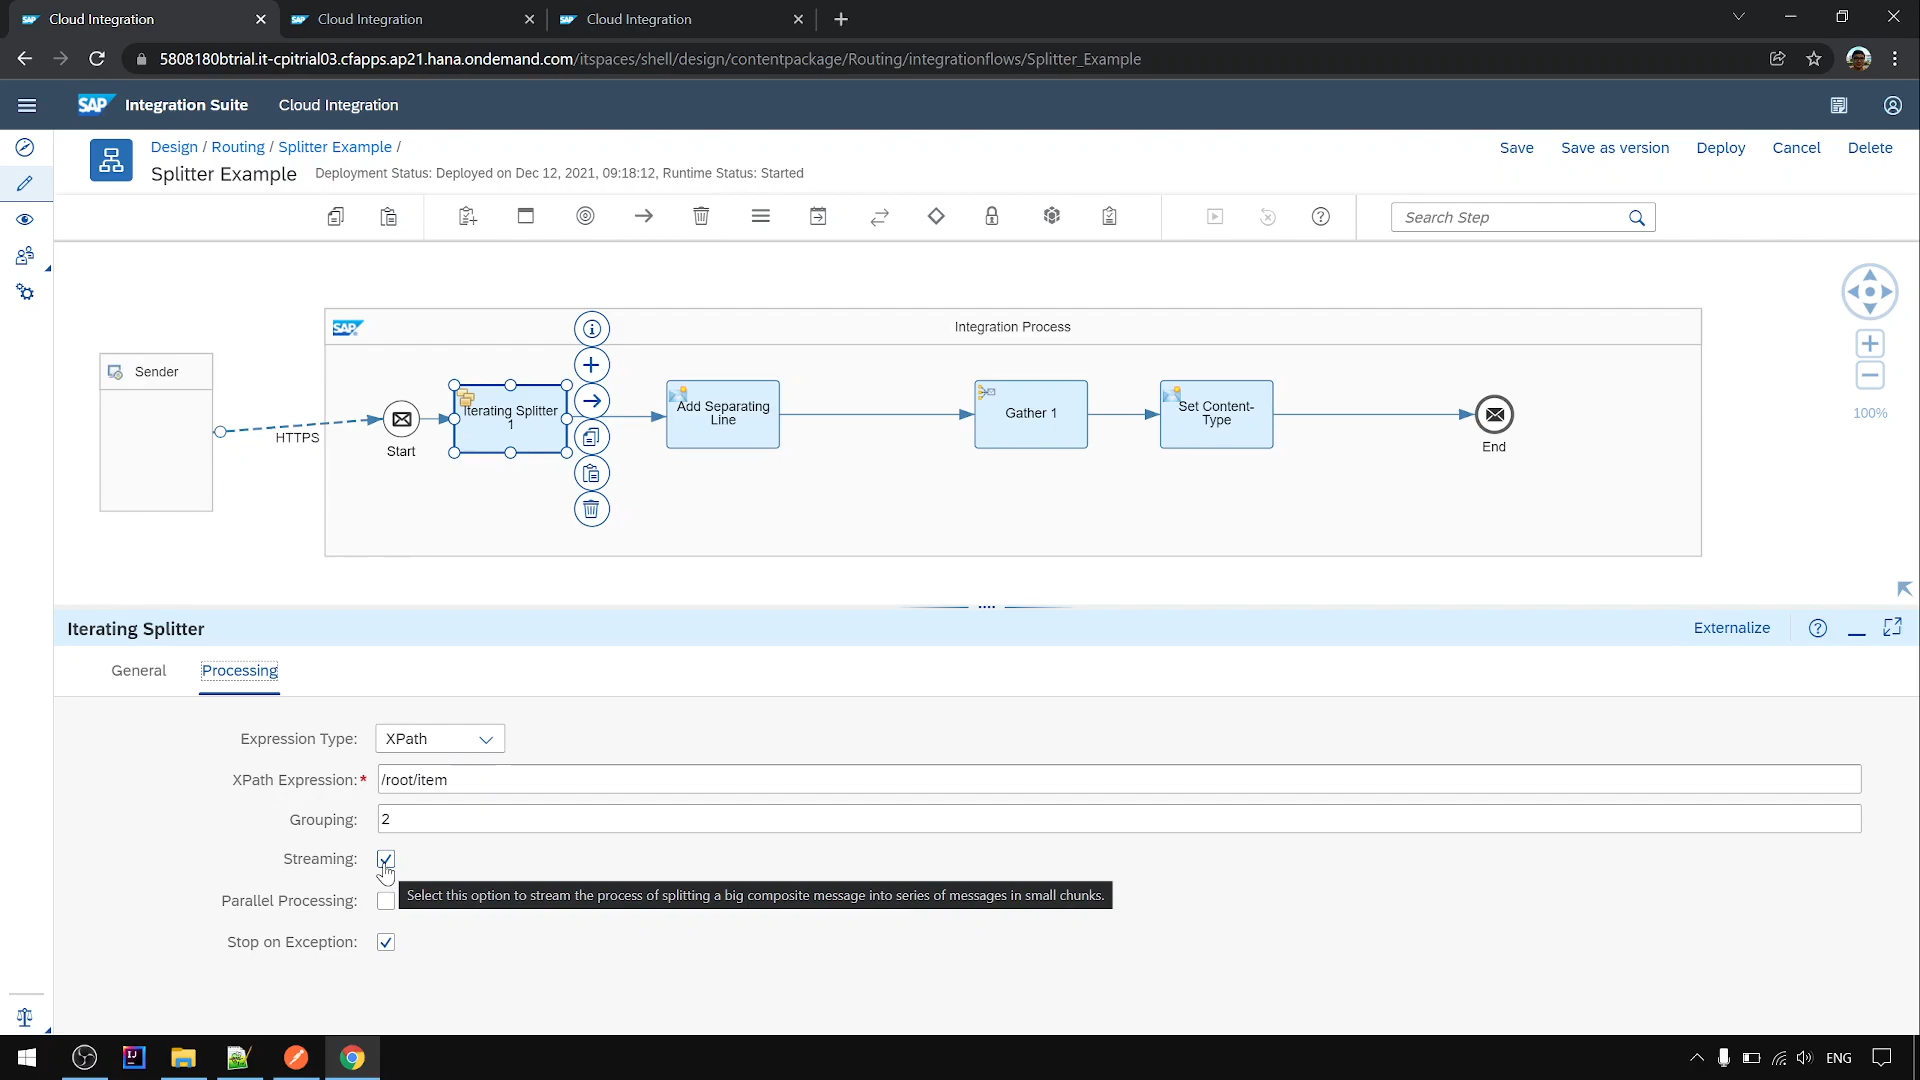 Cloud Integration
Cloud Integration
Cloud Integration
5808180btrial.it-cpitrial03.cfapps.ap21.hana.ondemand.com/itspaces/shell/design/contentpackage/Routing/integrationflows/Splitter_Example
SAP Integration Suite Cloud Integration
Design / Routing / Splitter Example /
Splitter Example Deployment Status: Deployed on Dec 12, 2021, 09:18:12, Runtime Status: Started
Save Save as version Deploy Cancel Delete
Search Step
SAP
Integration Process
Sender
HTTPS
Start
Iterating Splitter
1
Add Separating
Line
Gather 1
Set Content-
Type
End
100%
Iterating Splitter
Externalize
General Processing
Expression Type: XPath
XPath Expression:* /root/item
Grouping: 2
Streaming:
Select this option to stream the process of splitting a big composite message into series of messages in small chunks.
Parallel Processing:
Stop on Exception:
ENG